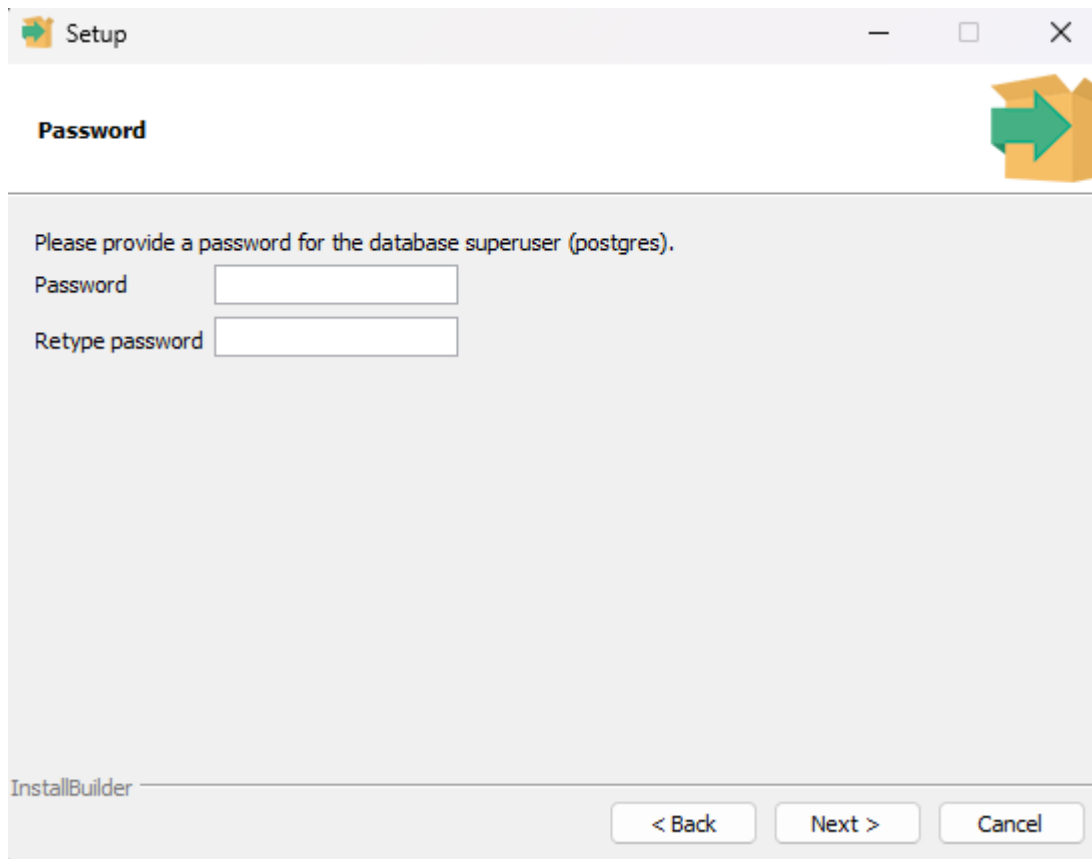 Setup
Password
Please provide a password for the database superuser (postgres).
Password
Retype password
InstallBuilder
< Back
Next >
Cancel